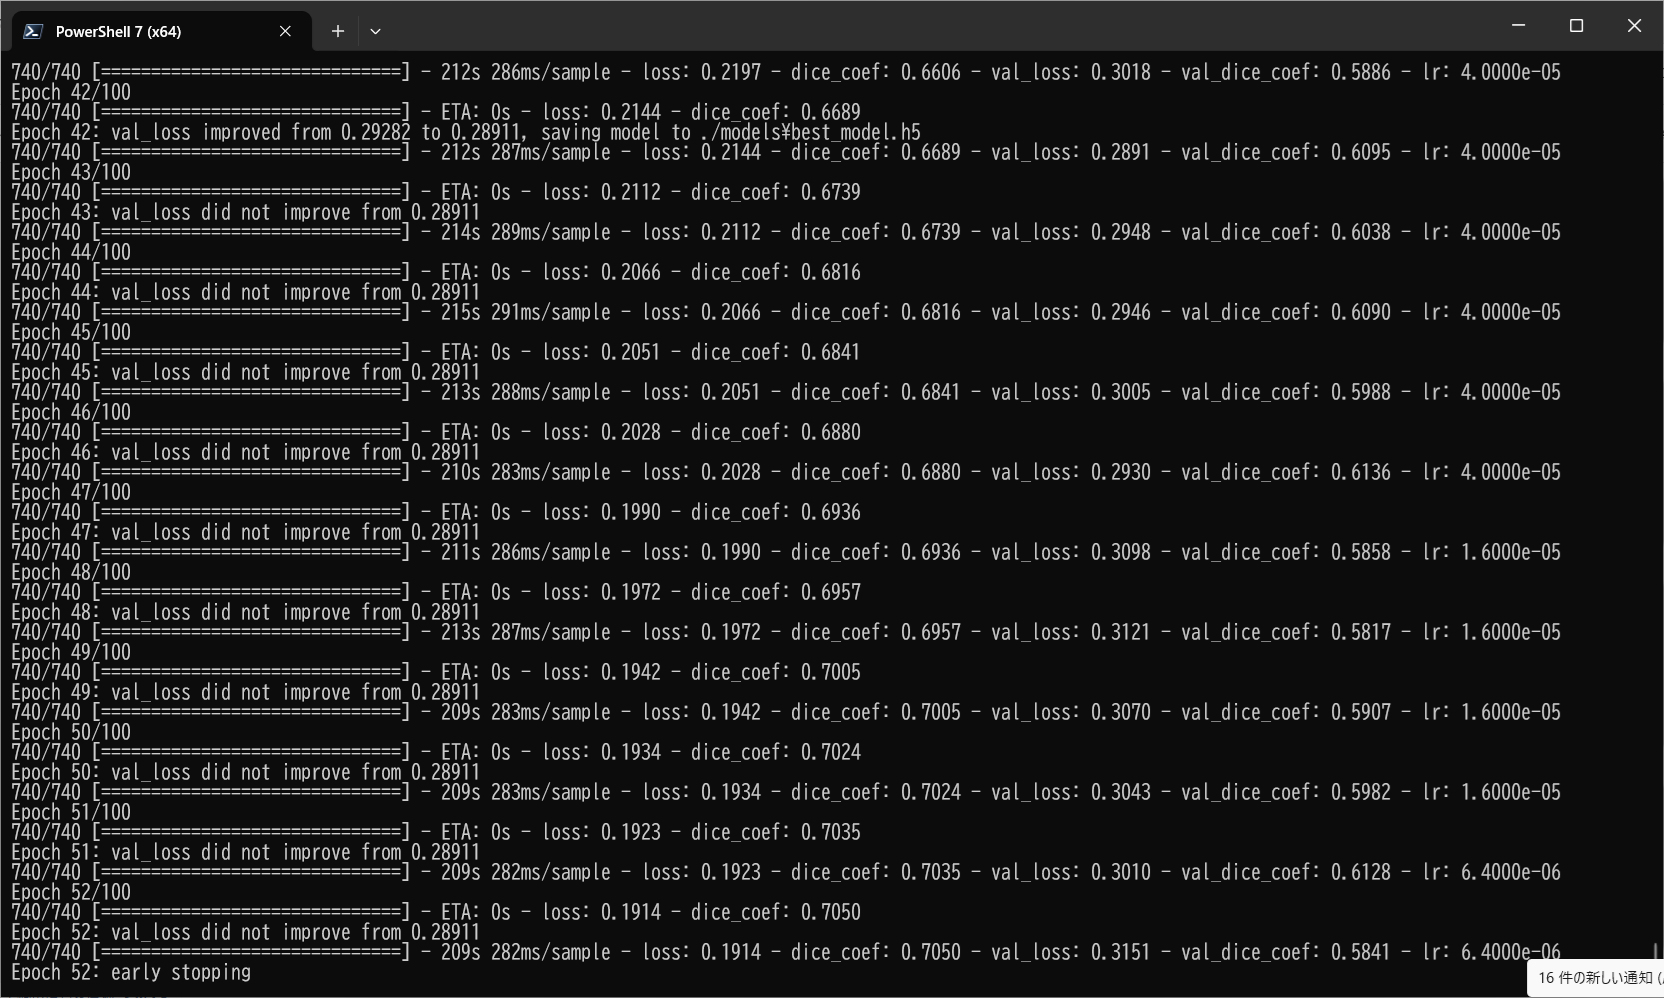 PowerShell 7 (x64)
740/740 [==============================] - 212s 286ms/sample - loss: 0.2197 - dice_coef: 0.6606 - val_loss: 0.3018 - val_dice_coef: 0.5886 - lr: 4.0000e-05
Epoch 42/100
740/740 [==============================] - ETA: 0s - loss: 0.2144 - dice_coef: 0.6689
Epoch 42: val_loss improved from 0.29282 to 0.28911, saving model to ./models¥best_model.h5
740/740 [==============================] - 212s 287ms/sample - loss: 0.2144 - dice_coef: 0.6689 - val_loss: 0.2891 - val_dice_coef: 0.6095 - lr: 4.0000e-05
Epoch 43/100
740/740 [==============================] - ETA: 0s - loss: 0.2112 - dice_coef: 0.6739
Epoch 43: val_loss did not improve from 0.28911
740/740 [==============================] - 214s 289ms/sample - loss: 0.2112 - dice_coef: 0.6739 - val_loss: 0.2948 - val_dice_coef: 0.6038 - lr: 4.0000e-05
Epoch 44/100
740/740 [==============================] - ETA: 0s - loss: 0.2066 - dice_coef: 0.6816
Epoch 44: val_loss did not improve from 0.28911
740/740 [==============================] - 215s 291ms/sample - loss: 0.2066 - dice_coef: 0.6816 - val_loss: 0.2946 - val_dice_coef: 0.6090 - lr: 4.0000e-05
Epoch 45/100
740/740 [==============================] - ETA: 0s - loss: 0.2051 - dice_coef: 0.6841
Epoch 45: val_loss did not improve from 0.28911
740/740 [==============================] - 213s 288ms/sample - loss: 0.2051 - dice_coef: 0.6841 - val_loss: 0.3005 - val_dice_coef: 0.5988 - lr: 4.0000e-05
Epoch 46/100
740/740 [==============================] - ETA: 0s - loss: 0.2028 - dice_coef: 0.6880
Epoch 46: val_loss did not improve from 0.28911
740/740 [==============================] - 210s 283ms/sample - loss: 0.2028 - dice_coef: 0.6880 - val_loss: 0.2930 - val_dice_coef: 0.6136 - lr: 4.0000e-05
Epoch 47/100
740/740 [==============================] - ETA: 0s - loss: 0.1990 - dice_coef: 0.6936
Epoch 47: val_loss did not improve from 0.28911
740/740 [==============================] - 211s 286ms/sample - loss: 0.1990 - dice_coef: 0.6936 - val_loss: 0.3098 - val_dice_coef: 0.5858 - lr: 1.6000e-05
Epoch 48/100
740/740 [==============================] - ETA: 0s - loss: 0.1972 - dice_coef: 0.6957
Epoch 48: val_loss did not improve from 0.28911
740/740 [==============================] - 213s 287ms/sample - loss: 0.1972 - dice_coef: 0.6957 - val_loss: 0.3121 - val_dice_coef: 0.5817 - lr: 1.6000e-05
Epoch 49/100
740/740 [==============================] - ETA: 0s - loss: 0.1942 - dice_coef: 0.7005
Epoch 49: val_loss did not improve from 0.28911
740/740 [==============================] - 209s 283ms/sample - loss: 0.1942 - dice_coef: 0.7005 - val_loss: 0.3070 - val_dice_coef: 0.5907 - lr: 1.6000e-05
Epoch 50/100
740/740 [==============================] - ETA: 0s - loss: 0.1934 - dice_coef: 0.7024
Epoch 50: val_loss did not improve from 0.28911
740/740 [==============================] - 209s 283ms/sample - loss: 0.1934 - dice_coef: 0.7024 - val_loss: 0.3043 - val_dice_coef: 0.5982 - lr: 1.6000e-05
Epoch 51/100
740/740 [==============================] - ETA: 0s - loss: 0.1923 - dice_coef: 0.7035
Epoch 51: val_loss did not improve from 0.28911
740/740 [==============================] - 209s 282ms/sample - loss: 0.1923 - dice_coef: 0.7035 - val_loss: 0.3010 - val_dice_coef: 0.6128 - lr: 6.4000e-06
Epoch 52/100
740/740 [==============================] - ETA: 0s - loss: 0.1914 - dice_coef: 0.7050
Epoch 52: val_loss did not improve from 0.28911
740/740 [==============================] - 209s 282ms/sample - loss: 0.1914 - dice_coef: 0.7050 - val_loss: 0.3151 - val_dice_coef: 0.5841 - lr: 6.4000e-06
Epoch 52: early stopping
16 件の新しい通知 (